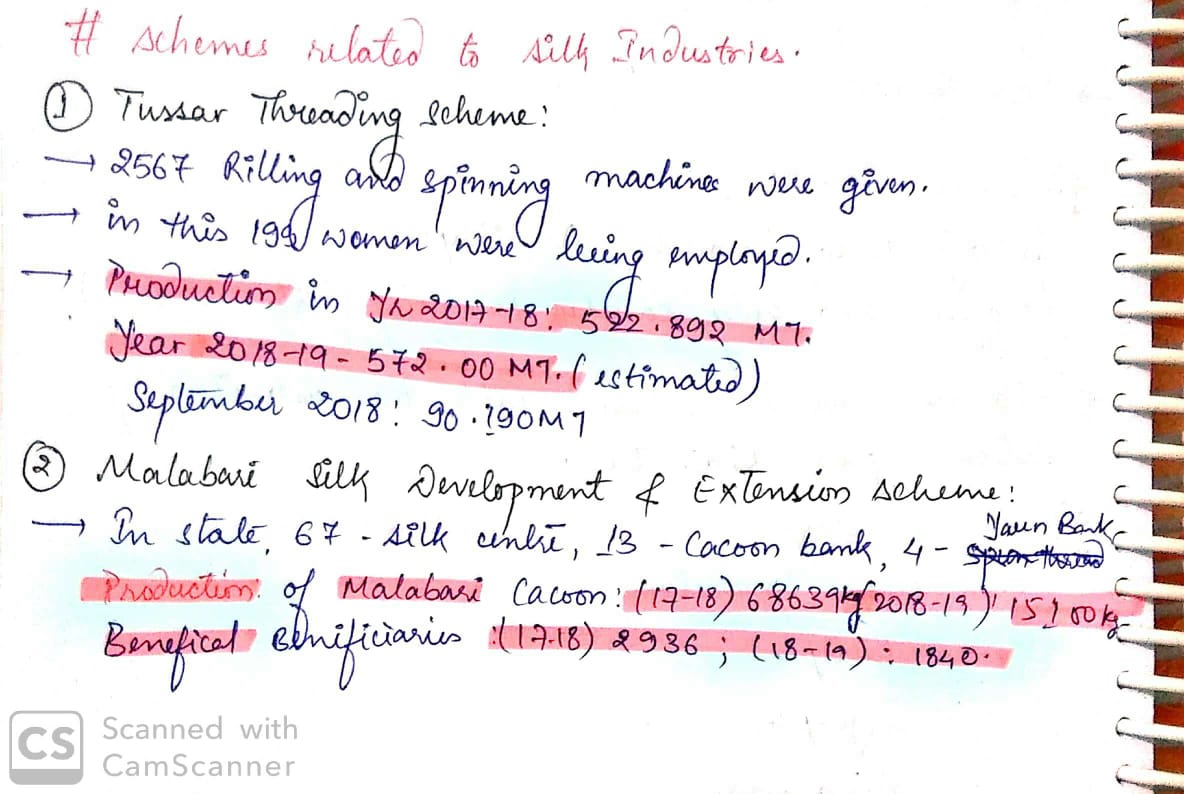 # schemes related to silk Industries.
① Tussar Threading scheme:
→ 2567 Rilling and spinning machines were given.
→ in this women were being employed.
→ Production in Yr 2017-18: 522.892 MT.
Year 2018-19 - 572.00 MT. (estimated)
September 2018: 90.190MT
② Malabari silk Development & Extension scheme:
→ In state, 67 - silk centre, 13 - Cacoon bank, 4 - Yaun Bank
Production: of Malabari Cacoon: (17-18) 68639kg 2018-19) 15100kg
Benefical Benificiaries :(17-18) 2936 ; (18-19) : 1840.
CS Scanned with
CamScanner